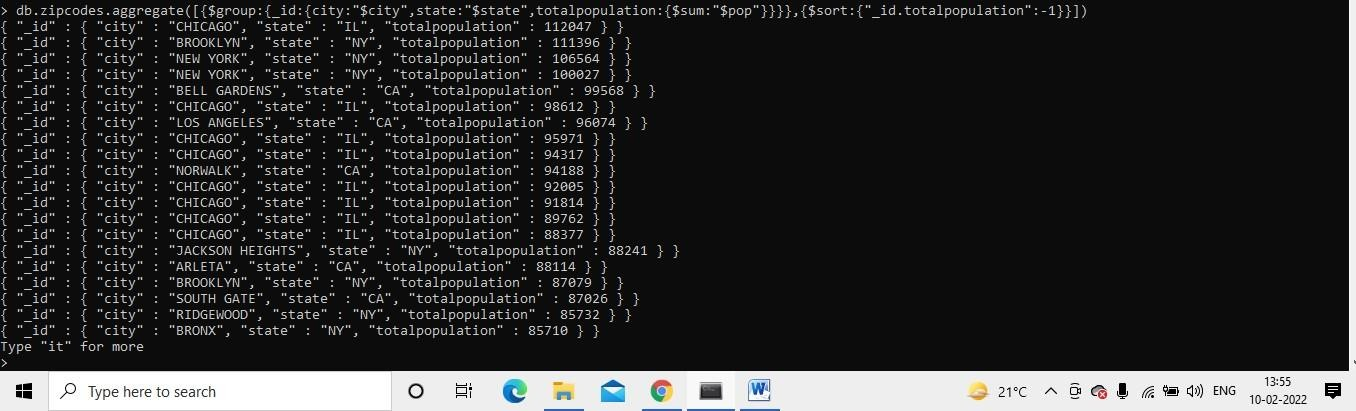 > db.zipcodes.aggregate([{$group:{_id:{city:"$city",state:"$state",totalpopulation:{$sum:"$pop"}}}},{$sort:{"_id.totalpopulation":-1}}])
{ "_id" : { "city" : "CHICAGO", "state" : "IL", "totalpopulation" : 112047 } }
{ "_id" : { "city" : "BROOKLYN", "state" : "NY", "totalpopulation" : 111396 } }
{ "_id" : { "city" : "NEW YORK", "state" : "NY", "totalpopulation" : 106564 } }
{ "_id" : { "city" : "NEW YORK", "state" : "NY", "totalpopulation" : 100027 } }
{ "_id" : { "city" : "BELL GARDENS", "state" : "CA", "totalpopulation" : 99568 } }
{ "_id" : { "city" : "CHICAGO", "state" : "IL", "totalpopulation" : 98612 } }
{ "_id" : { "city" : "LOS ANGELES", "state" : "CA", "totalpopulation" : 96074 } }
{ "_id" : { "city" : "CHICAGO", "state" : "IL", "totalpopulation" : 95971 } }
{ "_id" : { "city" : "CHICAGO", "state" : "IL", "totalpopulation" : 94317 } }
{ "_id" : { "city" : "NORWALK", "state" : "CA", "totalpopulation" : 94188 } }
{ "_id" : { "city" : "CHICAGO", "state" : "IL", "totalpopulation" : 92005 } }
{ "_id" : { "city" : "CHICAGO", "state" : "IL", "totalpopulation" : 91814 } }
{ "_id" : { "city" : "CHICAGO", "state" : "IL", "totalpopulation" : 89762 } }
{ "_id" : { "city" : "CHICAGO", "state" : "IL", "totalpopulation" : 88377 } }
{ "_id" : { "city" : "JACKSON HEIGHTS", "state" : "NY", "totalpopulation" : 88241 } }
{ "_id" : { "city" : "ARLETA", "state" : "CA", "totalpopulation" : 88114 } }
{ "_id" : { "city" : "BROOKLYN", "state" : "NY", "totalpopulation" : 87079 } }
{ "_id" : { "city" : "SOUTH GATE", "state" : "CA", "totalpopulation" : 87026 } }
{ "_id" : { "city" : "RIDGEWOOD", "state" : "NY", "totalpopulation" : 85732 } }
{ "_id" : { "city" : "BRONX", "state" : "NY", "totalpopulation" : 85710 } }
Type "it" for more
>
Type here to search
W
21°C
ENG
13:55
10-02-2022